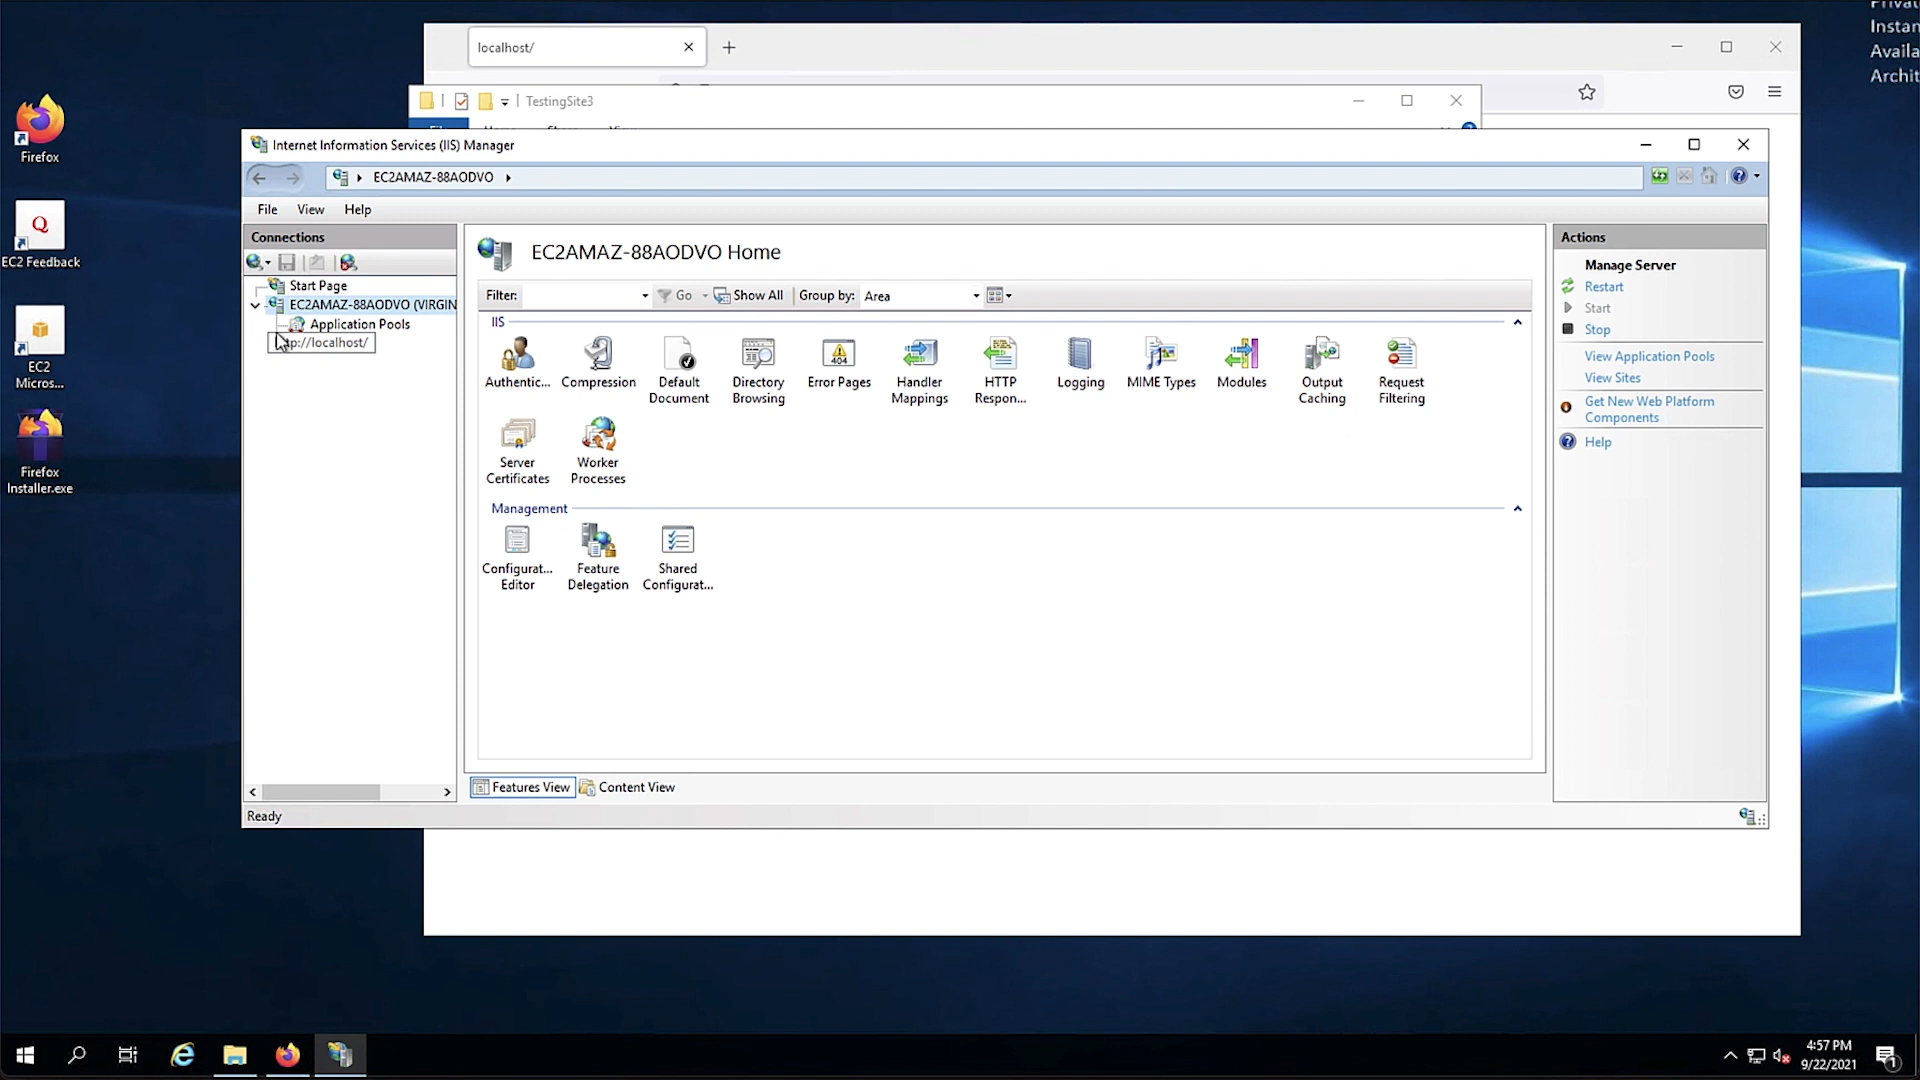 Instan
Availa
Archit
localhost/
TestingSite3
Internet Information Services (IIS) Manager
EC2AMAZ-88AODVO
File View Help
Connections
Start Page
EC2AMAZ-88AODVO (VIRGIN
Application Pools
p://localhost/
EC2AMAZ-88AODVO Home
Filter: Go Show All Group by: Area
IIS
Authentic...
Compression
Default
Document
Directory
Browsing
Error Pages
Handler
Mappings
HTTP
Respon...
Logging
MIME Types
Modules
Output
Caching
Request
Filtering
Server
Certificates
Worker
Processes
Management
Configurat...
Editor
Feature
Delegation
Shared
Configurat...
Features View Content View
Ready
Actions
Manage Server
Restart
Start
Stop
View Application Pools
View Sites
Get New Web Platform
Components
Help
Firefox
Q
EC2 Feedback
EC2
Micros...
Firefox
Installer.exe
4:57 PM
9/22/2021
1